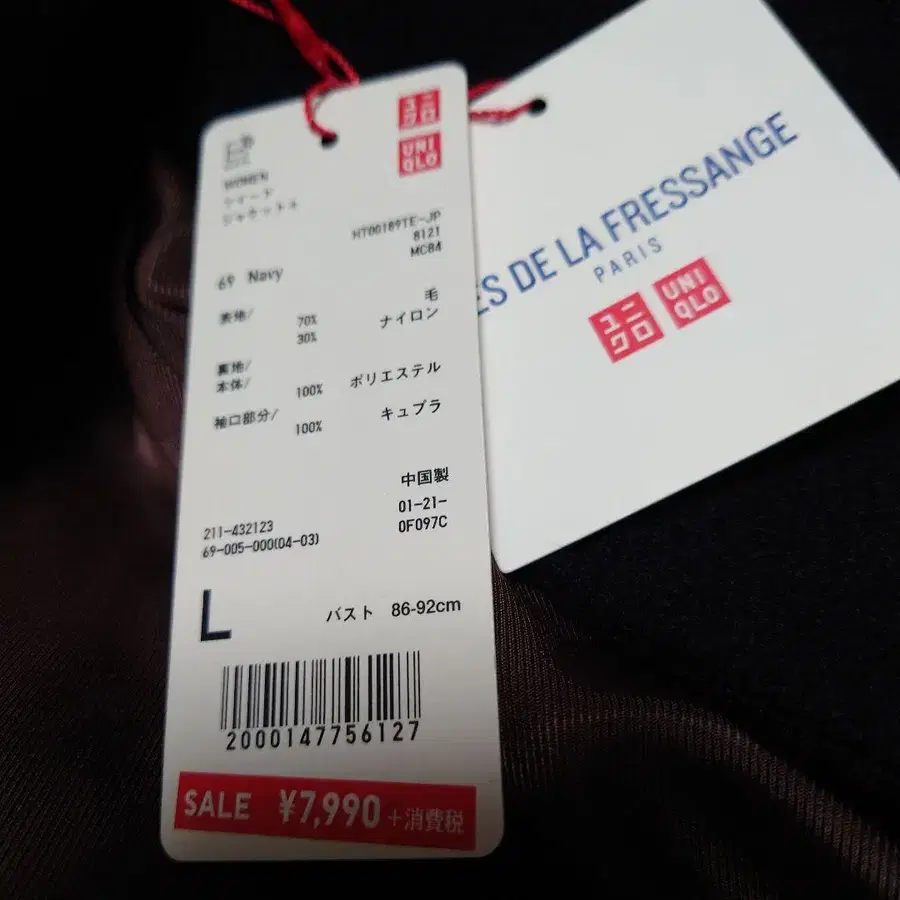 ユニ
クロ
UNI
QLO
WOMEN
ツイード
ジャケット+
HT00189TE-JP
8121
MC84
69 Navy
表地/
毛
70%
ナイロン
30%
裏地/
本体/
ポリエステル
100%
袖口部分/
キュプラ
100%
中国製
01-21-
0F097C
211-432123
69-005-000(04-03)
L
バスト 86-92cm
2000147756127
SALE ¥7,990 +消費税
ES DE LA FRESSANGE
PARIS
ユニ
クロ
UNI
QLO